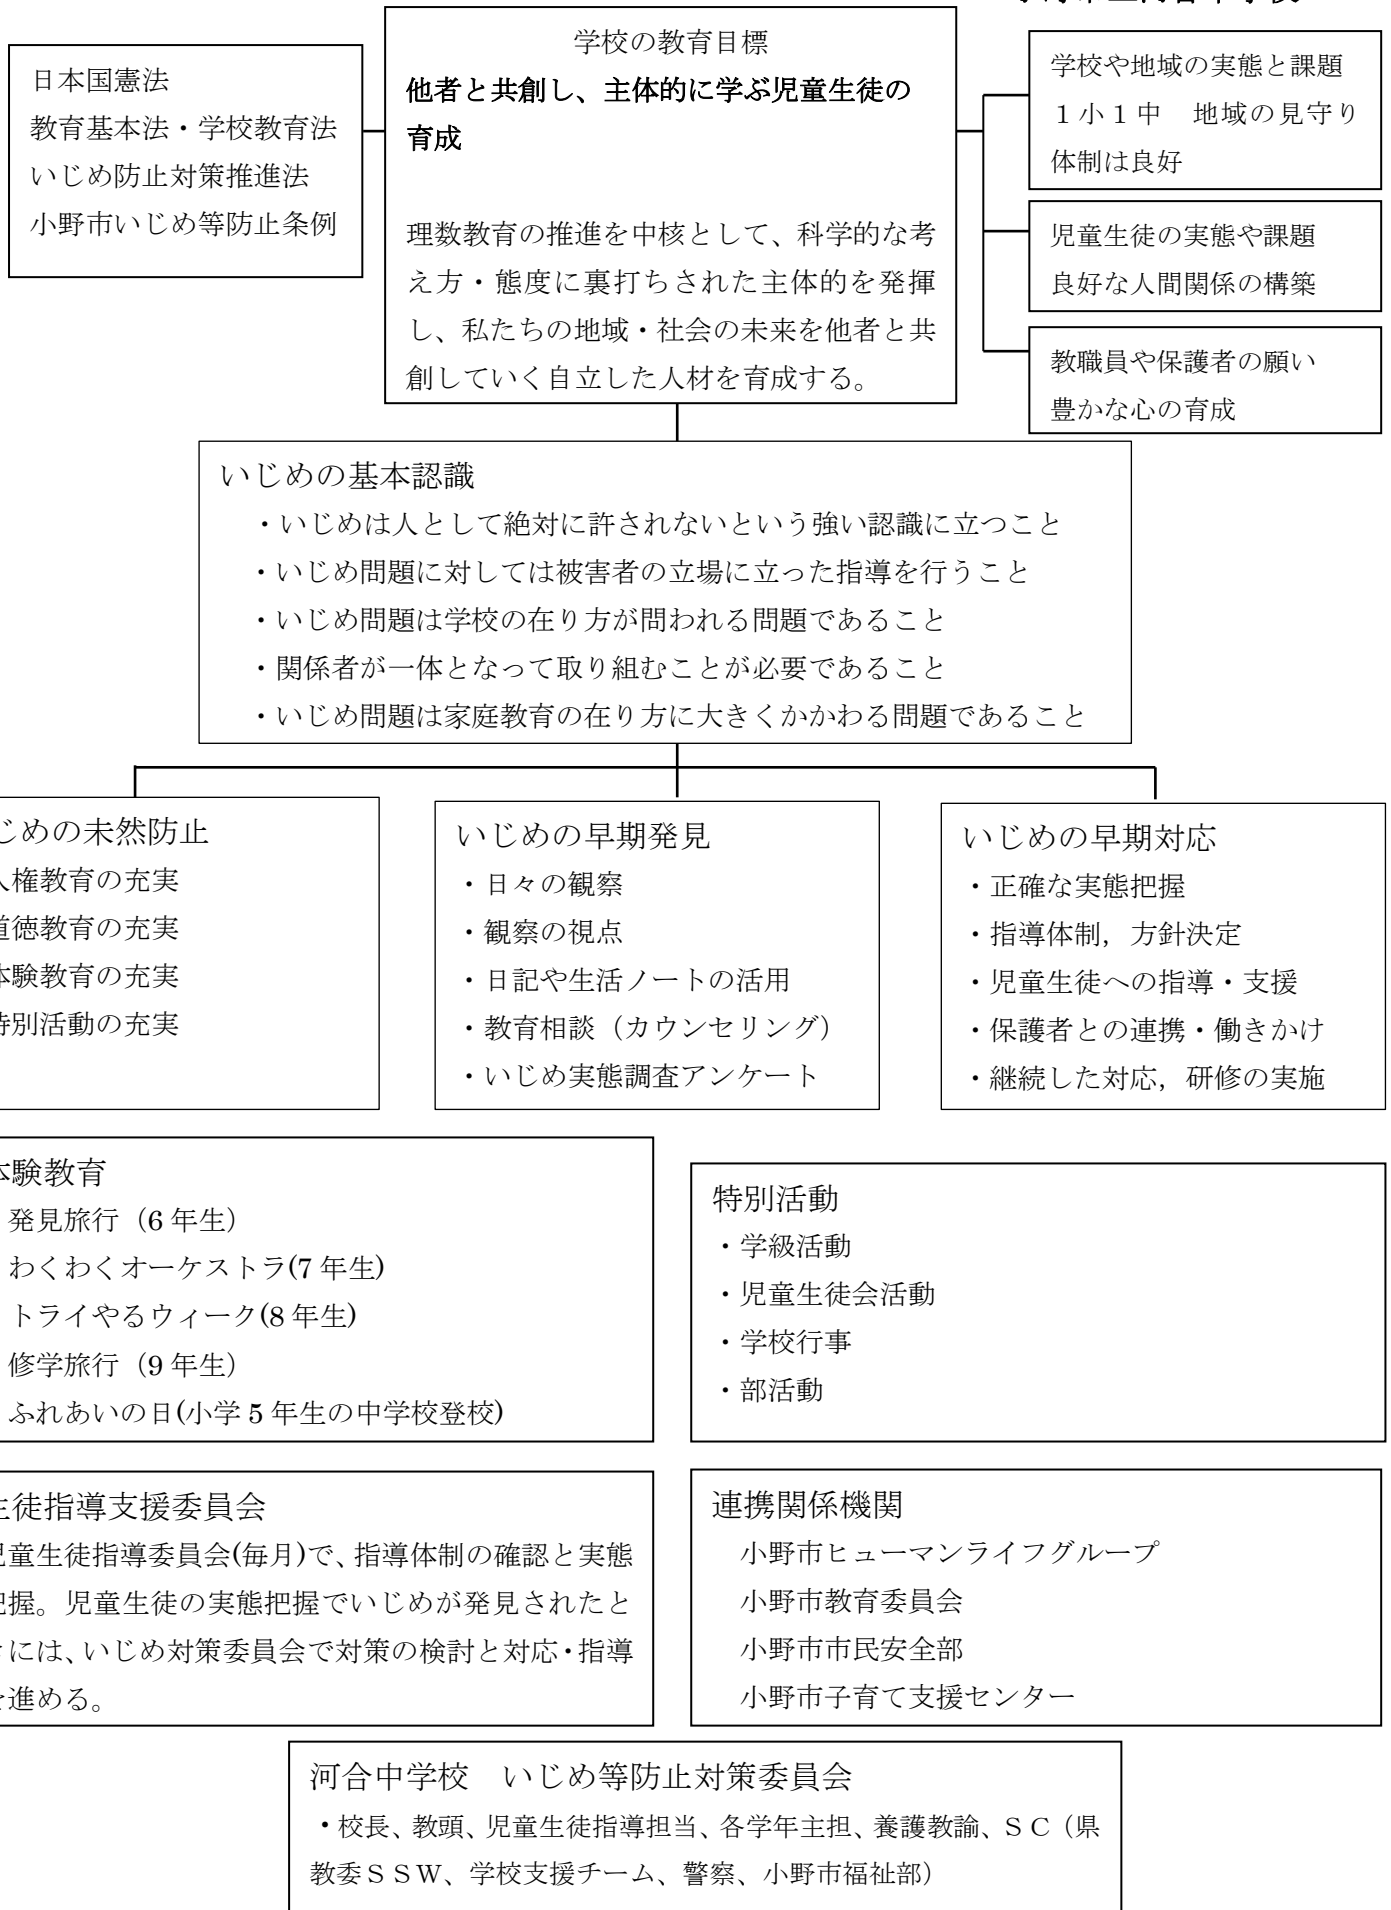 学校の教育目標
他者と共創し、主体的に学ぶ児童生徒の
育成
理数教育の推進を中核として、科学的な考
え方・態度に裏打ちされた主体的を発揮
し、私たちの地域・社会の未来を他者と共
創していく自立した人材を育成する。
日本国憲法
教育基本法・学校教育法
いじめ防止対策推進法
小野市いじめ等防止条例
学校や地域の実態と課題
１小１中　地域の見守り
体制は良好
児童生徒の実態や課題
良好な人間関係の構築
教職員や保護者の願い
豊かな心の育成
いじめの基本認識
・いじめは人として絶対に許されないという強い認識に立つこと
・いじめ問題に対しては被害者の立場に立った指導を行うこと
・いじめ問題は学校の在り方が問われる問題であること
・関係者が一体となって取り組むことが必要であること
・いじめ問題は家庭教育の在り方に大きくかかわる問題であること
じめの未然防止
人権教育の充実
道徳教育の充実
体験教育の充実
特別活動の充実
いじめの早期発見
・日々の観察
・観察の視点
・日記や生活ノートの活用
・教育相談（カウンセリング）
・いじめ実態調査アンケート
いじめの早期対応
・正確な実態把握
・指導体制，方針決定
・児童生徒への指導・支援
・保護者との連携・働きかけ
・継続した対応，研修の実施
体験教育
発見旅行（6 年生）
わくわくオーケストラ(7 年生)
トライやるウィーク(8 年生)
修学旅行（9 年生）
ふれあいの日(小学 5 年生の中学校登校)
特別活動
・学級活動
・児童生徒会活動
・学校行事
・部活動
生徒指導支援委員会
児童生徒指導委員会(毎月)で、指導体制の確認と実態
把握。児童生徒の実態把握でいじめが発見されたと
きには、いじめ対策委員会で対策の検討と対応・指導
を進める。
連携関係機関
小野市ヒューマンライフグループ
小野市教育委員会
小野市市民安全部
小野市子育て支援センター
河合中学校　いじめ等防止対策委員会
・校長、教頭、児童生徒指導担当、各学年主担、養護教諭、ＳＣ（県
教委ＳＳＷ、学校支援チーム、警察、小野市福祉部）